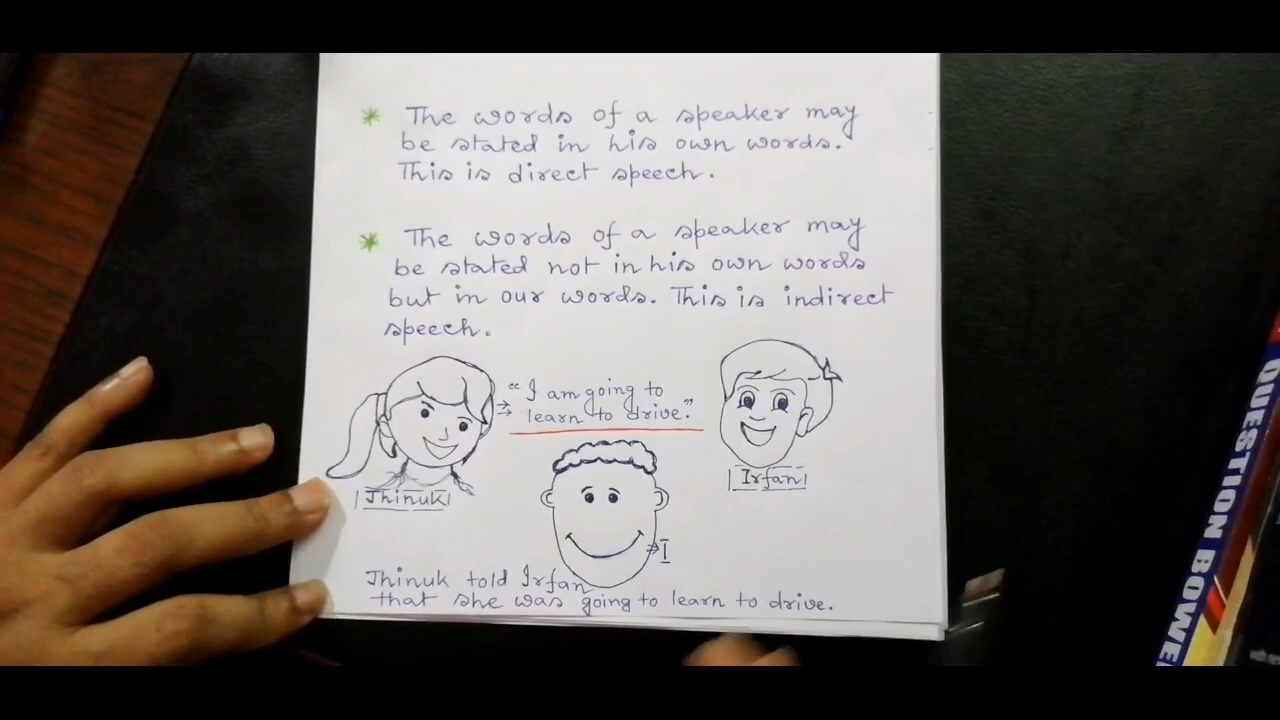 * The words of a speaker may
be stated in his own words.
This is direct speech.
* The words of a speaker may
be stated not in his own words
but in our words. This is indirect
speech.
"I am going to
learn to drive."
Jhinuk
Irfan
I
Jhinuk told Irfan
that she was going to learn to drive.
QUESTION BOWE